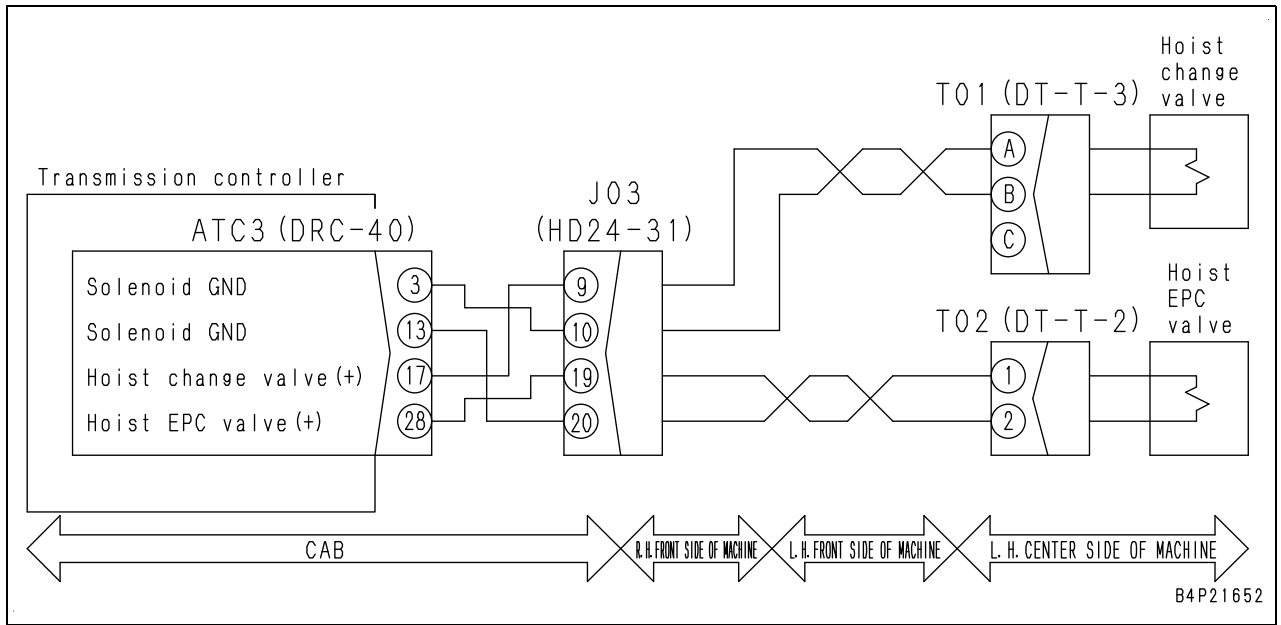 Hoist
change
valve
T01 (DT-T-3)
A
B
C
Transmission controller
ATC3 (DRC-40)
J03
(HD24-31)
Solenoid GND
3
9
Solenoid GND
13
10
Hoist change valve (+)
17
19
Hoist EPC valve (+)
28
20
Hoist
EPC
valve
T02 (DT-T-2)
1
2
CAB
R.H. FRONT SIDE OF MACHINE
L.H. FRONT SIDE OF MACHINE
L.H. CENTER SIDE OF MACHINE
B4P21652